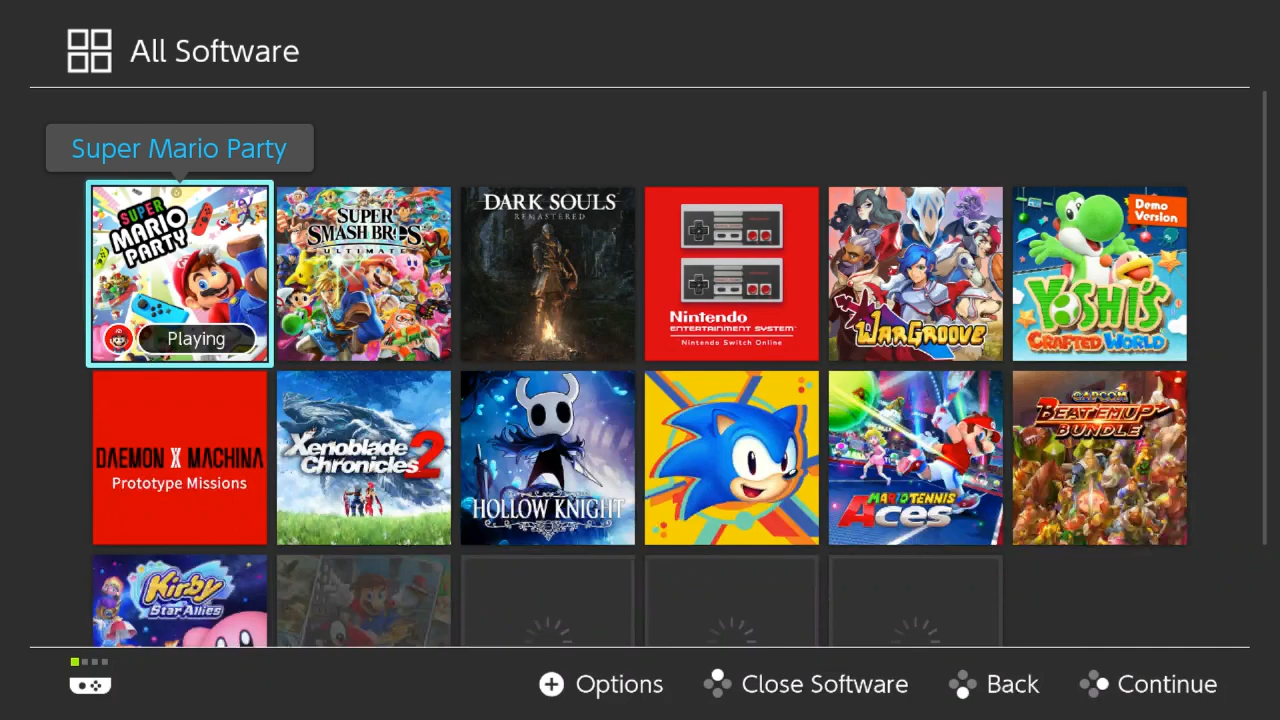 All Software
Super Mario Party
SUPER
MARIO
PARTY
Playing
SUPER
SMASH BROS.
ULTIMATE
DARK SOULS
REMASTERED
Nintendo
ENTERTAINMENT SYSTEM™
Nintendo Switch Online
WARGROOVE
Demo
Version
YOSHI'S
CRAFTED WORLD
DAEMON X MACHINA
Prototype Missions
Xenoblade
Chronicles 2
HOLLOW KNIGHT
MARIO TENNIS
Aces
CAPCOM
BEAT 'EM UP
BUNDLE
Kirby
Star Allies
Options
Close Software
Back
Continue